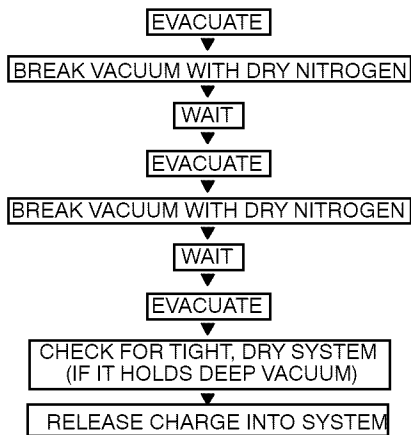 EVACUATE
BREAK VACUUM WITH DRY NITROGEN
WAIT
EVACUATE
BREAK VACUUM WITH DRY NITROGEN
WAIT
EVACUATE
CHECK FOR TIGHT, DRY SYSTEM
(IF IT HOLDS DEEP VACUUM)
RELEASE CHARGE INTO SYSTEM